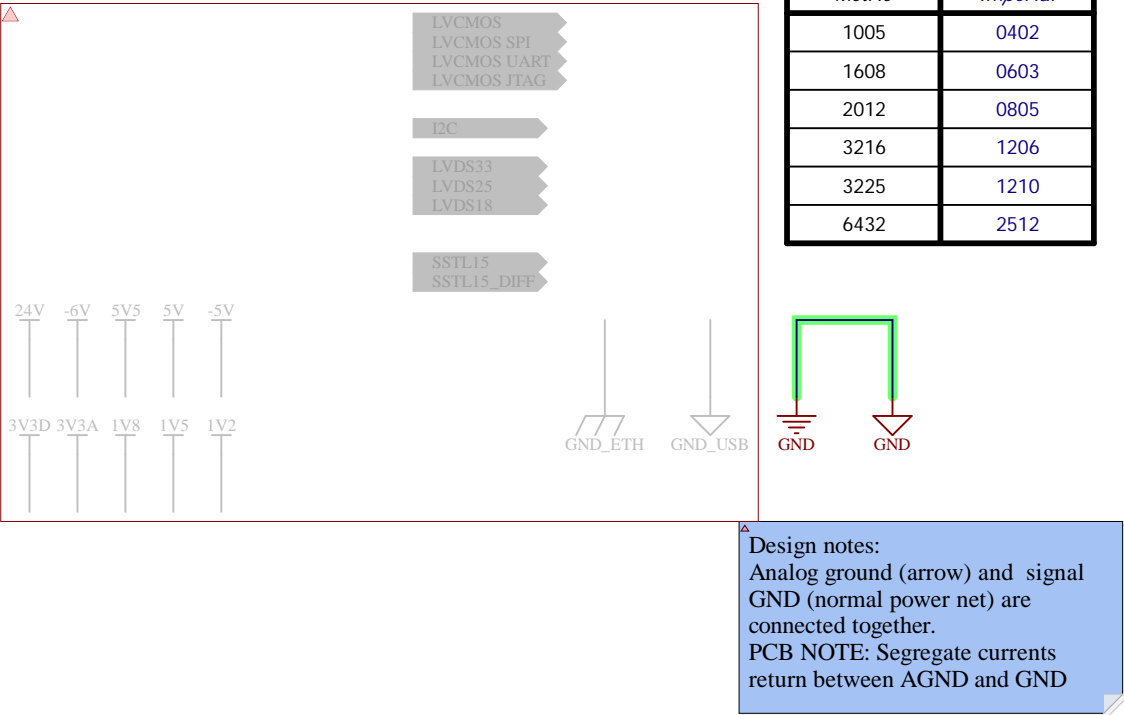 LVCMOS
LVCMOS SPI
LVCMOS UART
LVCMOS JTAG
I2C
LVDS33
LVDS25
LVDS18
SSTL15
SSTL15_DIFF
24V -6V 5V5 5V -5V
3V3D 3V3A 1V8 1V5 1V2
GND_ETH GND_USB
1005 0402
1608 0603
2012 0805
3216 1206
3225 1210
6432 2512
GND GND
Design notes:
Analog ground (arrow) and signal
GND (normal power net) are
connected together.
PCB NOTE: Segregate currents
return between AGND and GND